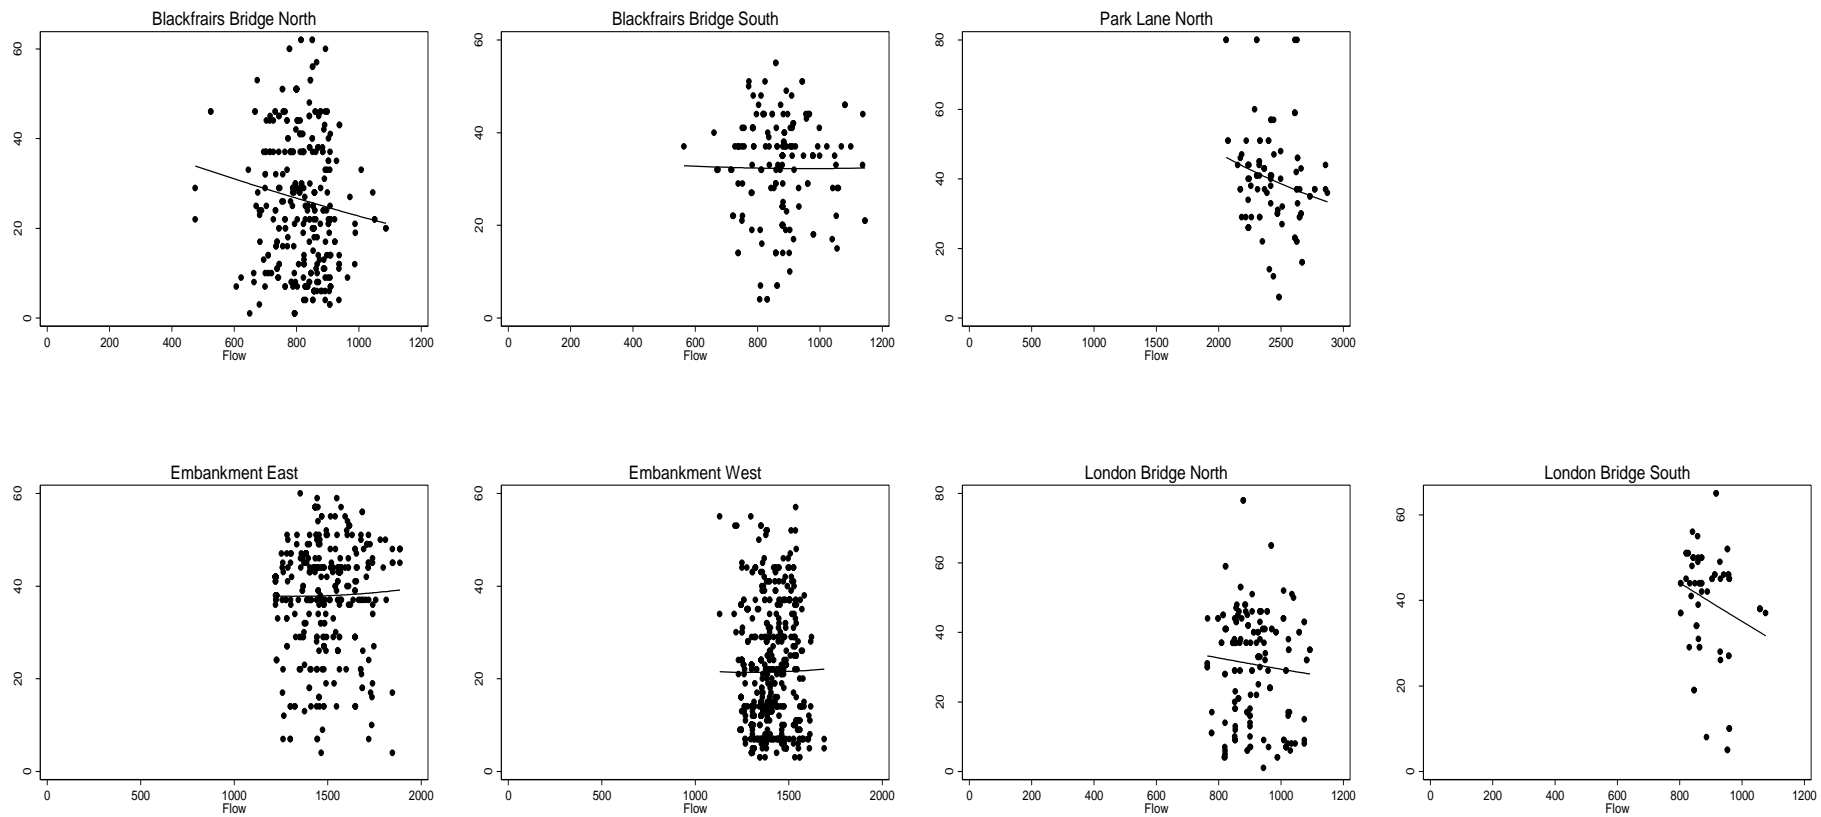 Blackfrairs Bridge North
60
40
20
0
0 200 400 600 800 1000 1200
Flow
Blackfrairs Bridge South
60
40
20
0
0 200 400 600 800 1000 1200
Flow
Park Lane North
80
60
40
20
0
0 500 1000 1500 2000 2500 3000
Flow
Embankment East
60
40
20
0
0 500 1000 1500 2000
Flow
Embankment West
60
40
20
0
0 500 1000 1500 2000
Flow
London Bridge North
80
60
40
20
0
0 200 400 600 800 1000 1200
Flow
London Bridge South
60
40
20
0
0 200 400 600 800 1000 1200
Flow